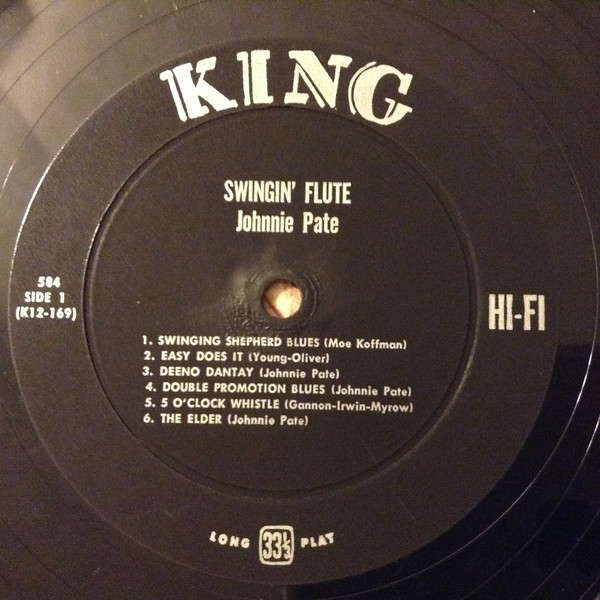 KING
SWINGIN' FLUTE
Johnnie Pate
584
SIDE 1
(K12-169)
HI-FI
1. SWINGING SHEPHERD BLUES (Moe Koffman)
2. EASY DOES IT (Young-Oliver)
3. DEENO DANTAY (Johnnie Pate)
4. DOUBLE PROMOTION BLUES (Johnnie Pate)
5. 5 O'CLOCK WHISTLE (Gannon-Irwin-Myrow)
6. THE ELDER (Johnnie Pate)
LONG 33⅓ PLAY